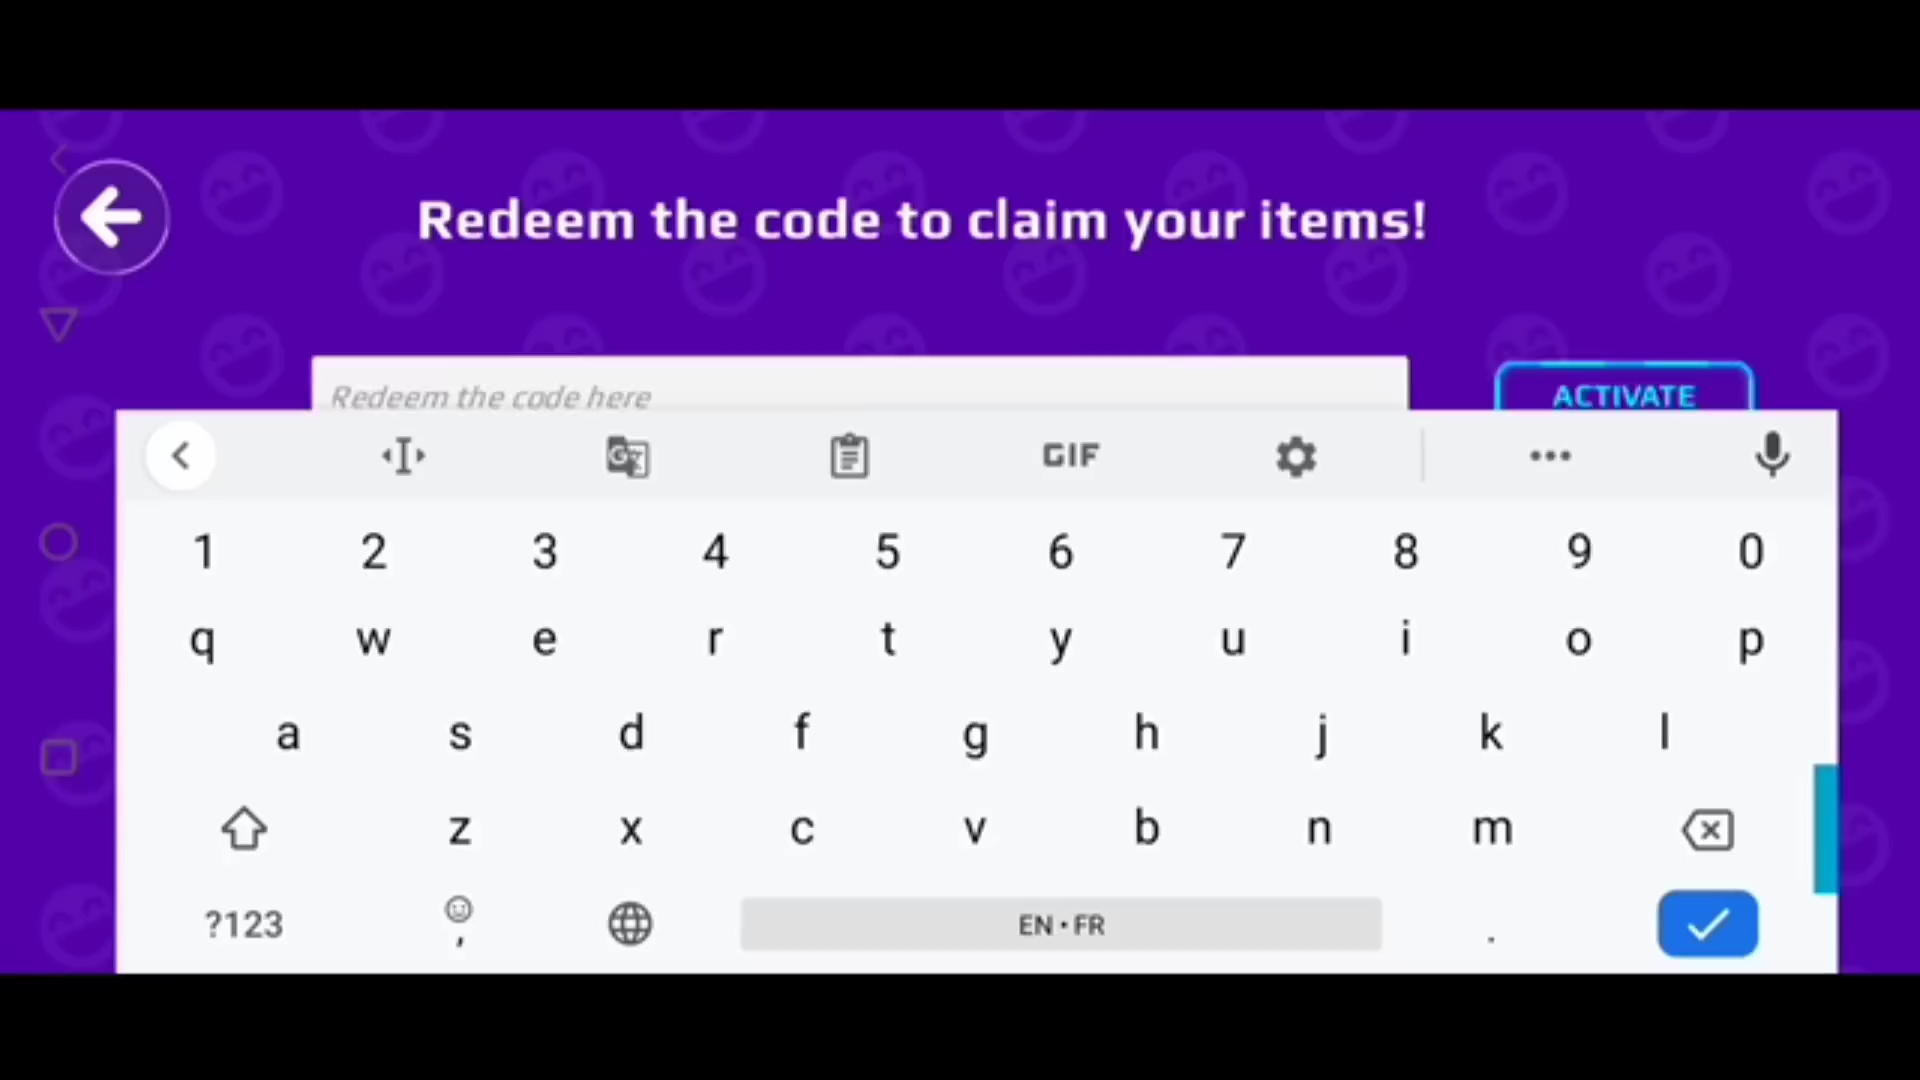 Redeem the code to claim your items!
Redeem the code here
ACTIVATE
GIF
1 2 3 4 5 6 7 8 9 0
q w e r t y u i o p
a s d f g h j k l
z x c v b n m
?123 , EN • FR .